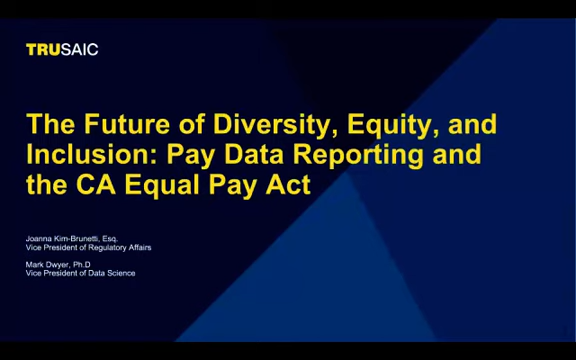 TRUSAIC
The Future of Diversity, Equity, and
Inclusion: Pay Data Reporting and
the CA Equal Pay Act
Joanna Kim-Brunetti, Esq.
Vice President of Regulatory Affairs
Mark Dwyer, Ph.D
Vice President of Data Science